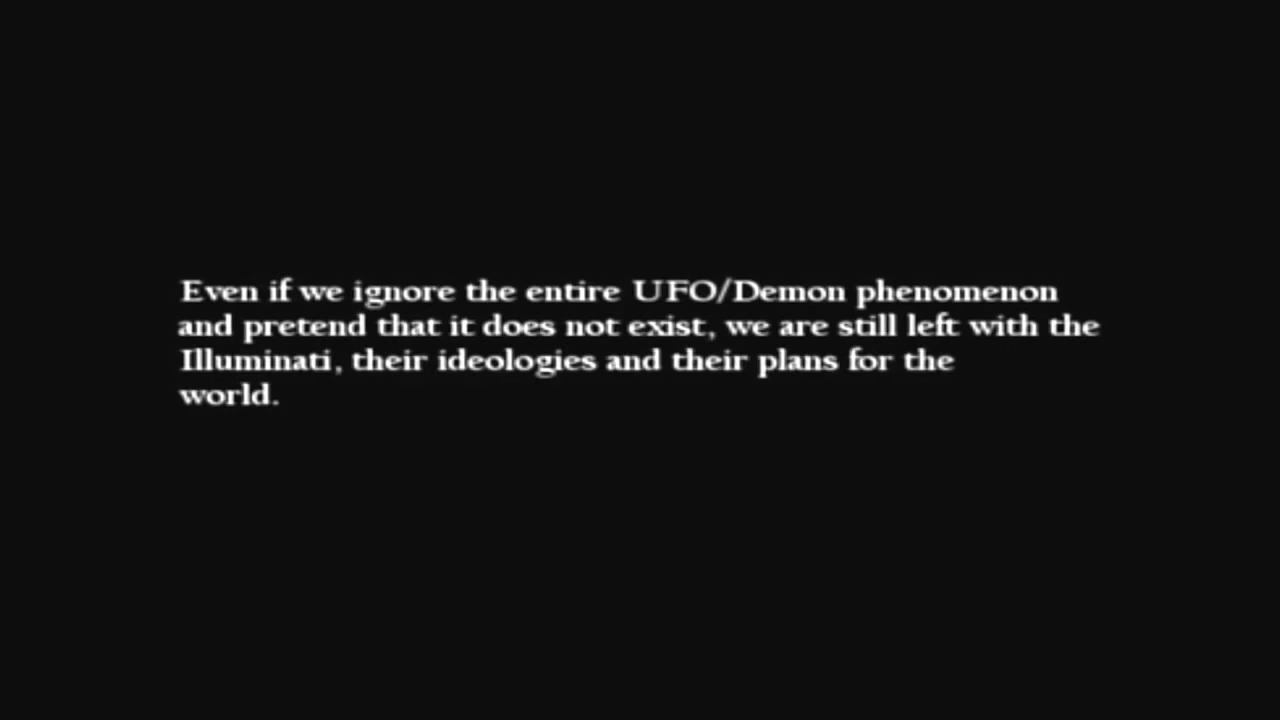 Even if we ignore the entire UFO/Demon phenomenon
and pretend that it does not exist, we are still left with the
Illuminati, their ideologies and their plans for the
world.